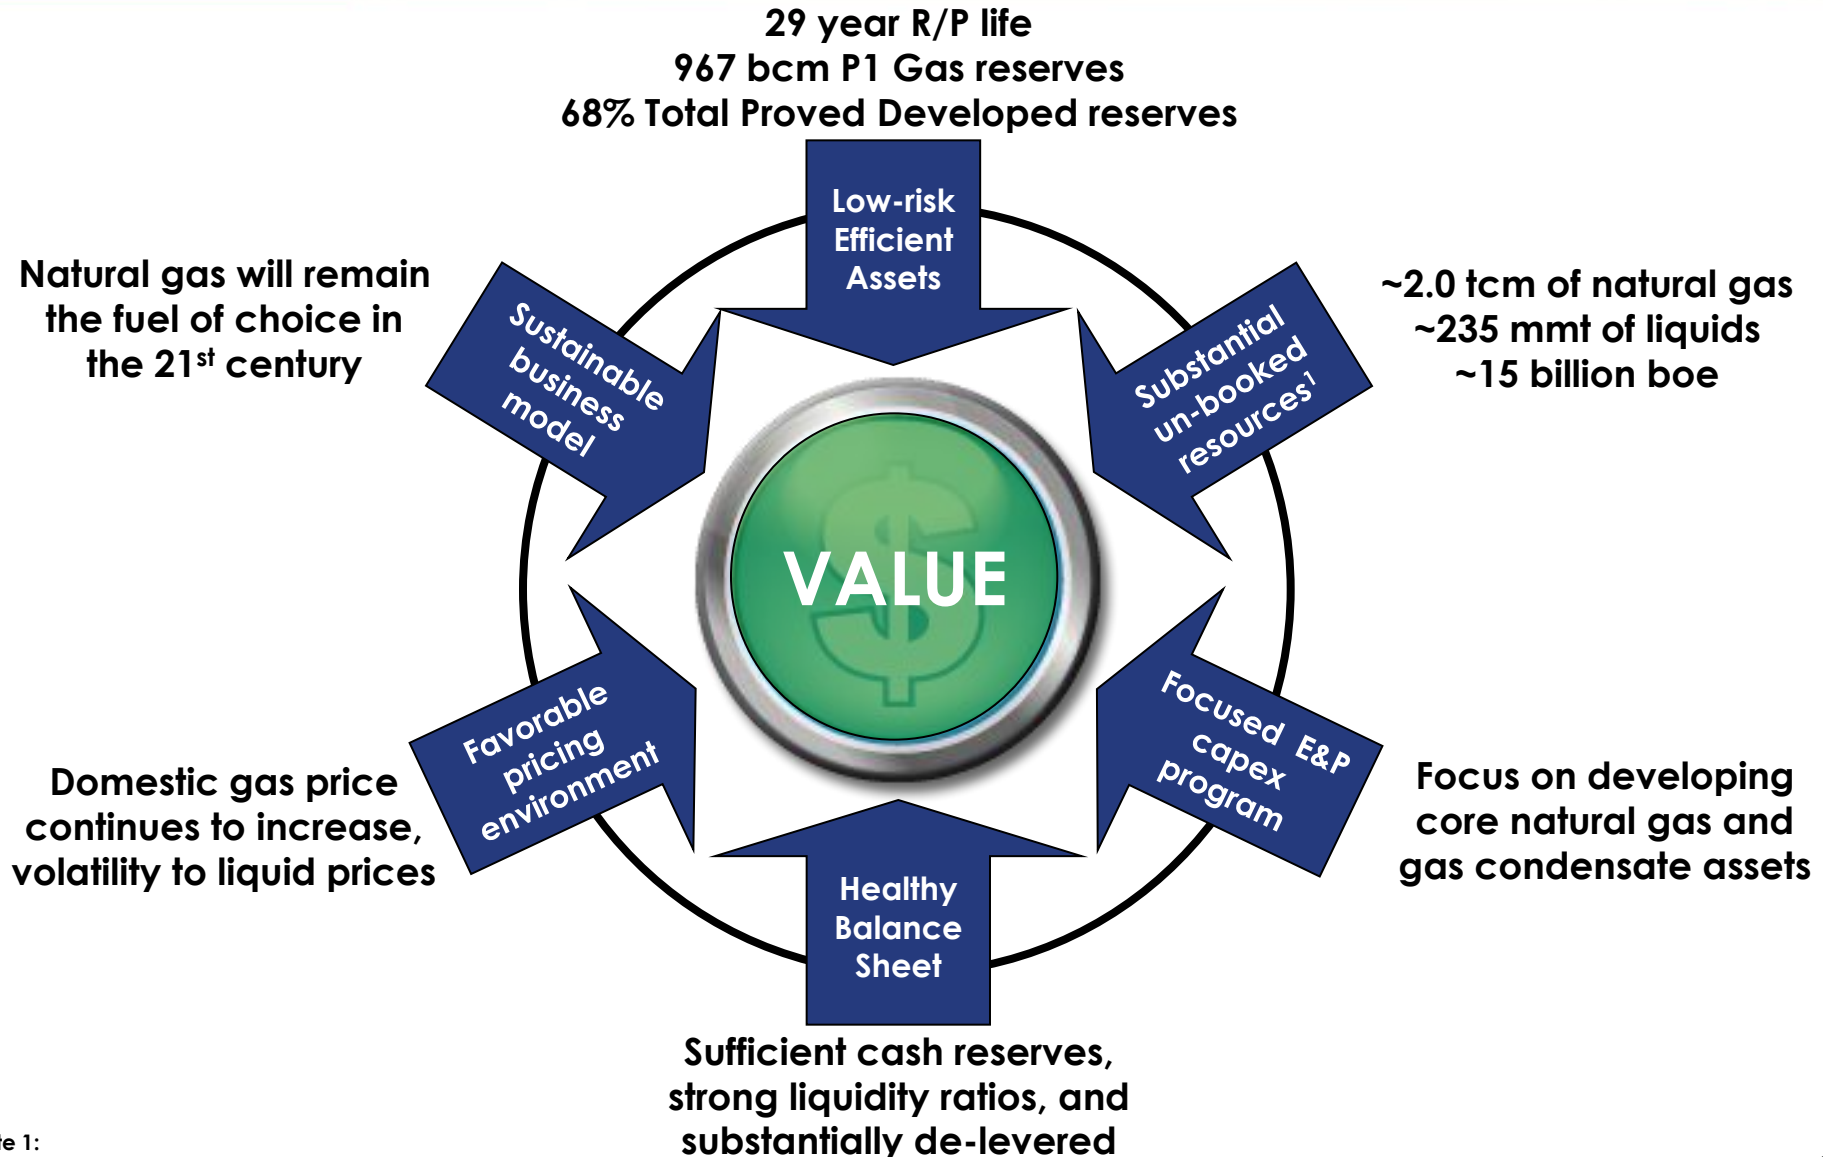 29 year R/P life
967 bcm P1 Gas reserves
68% Total Proved Developed reserves
Low-risk
Efficient
Assets
Natural gas will remain
the fuel of choice in
the 21st century
Sustainable
business
model
Substantial
un-booked
resources1
~2.0 tcm of natural gas
~235 mmt of liquids
~15 billion boe
VALUE
Favorable
pricing
environment
Domestic gas price
continues to increase,
volatility to liquid prices
Focused E&P
capex
program
Focus on developing
core natural gas and
gas condensate assets
Healthy
Balance
Sheet
Sufficient cash reserves,
strong liquidity ratios, and
substantially de-levered
1: